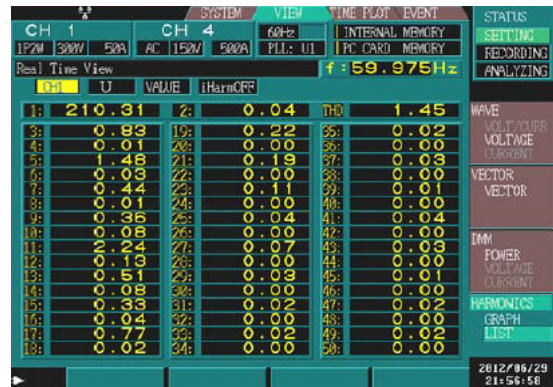 SYSTEM VIEW TIME PLOT EVENT
CH 1 CH 4 60Hz INTERNAL MEMORY
1P2W 300V 50A AC 150V 500A PLL: U1 PC CARD MEMORY
Real Time View f:59.975Hz
CH1 U VALUE iHarmOFF
1: 210.31 2: 0.04 THD 1.45
3: 0.83 19: 0.22 35: 0.02
4: 0.01 20: 0.00 36: 0.00
5: 1.48 21: 0.19 37: 0.03
6: 0.03 22: 0.00 38: 0.00
7: 0.44 23: 0.11 39: 0.01
8: 0.01 24: 0.00 40: 0.00
9: 0.36 25: 0.04 41: 0.04
10: 0.08 26: 0.00 42: 0.00
11: 2.24 27: 0.07 43: 0.03
12: 0.13 28: 0.00 44: 0.00
13: 0.51 29: 0.03 45: 0.01
14: 0.08 30: 0.00 46: 0.00
15: 0.33 31: 0.02 47: 0.02
16: 0.04 32: 0.00 48: 0.00
17: 0.77 33: 0.02 49: 0.02
18: 0.02 34: 0.00 50: 0.00
STATUS
SETTING
RECORDING
ANALYZING
WAVE
VOLT/CURR
VOLTAGE
CURRENT
VECTOR
VECTOR
DMM
POWER
VOLTAGE
CURRENT
HARMONICS
GRAPH
LIST
2012/06/29
21:56:58